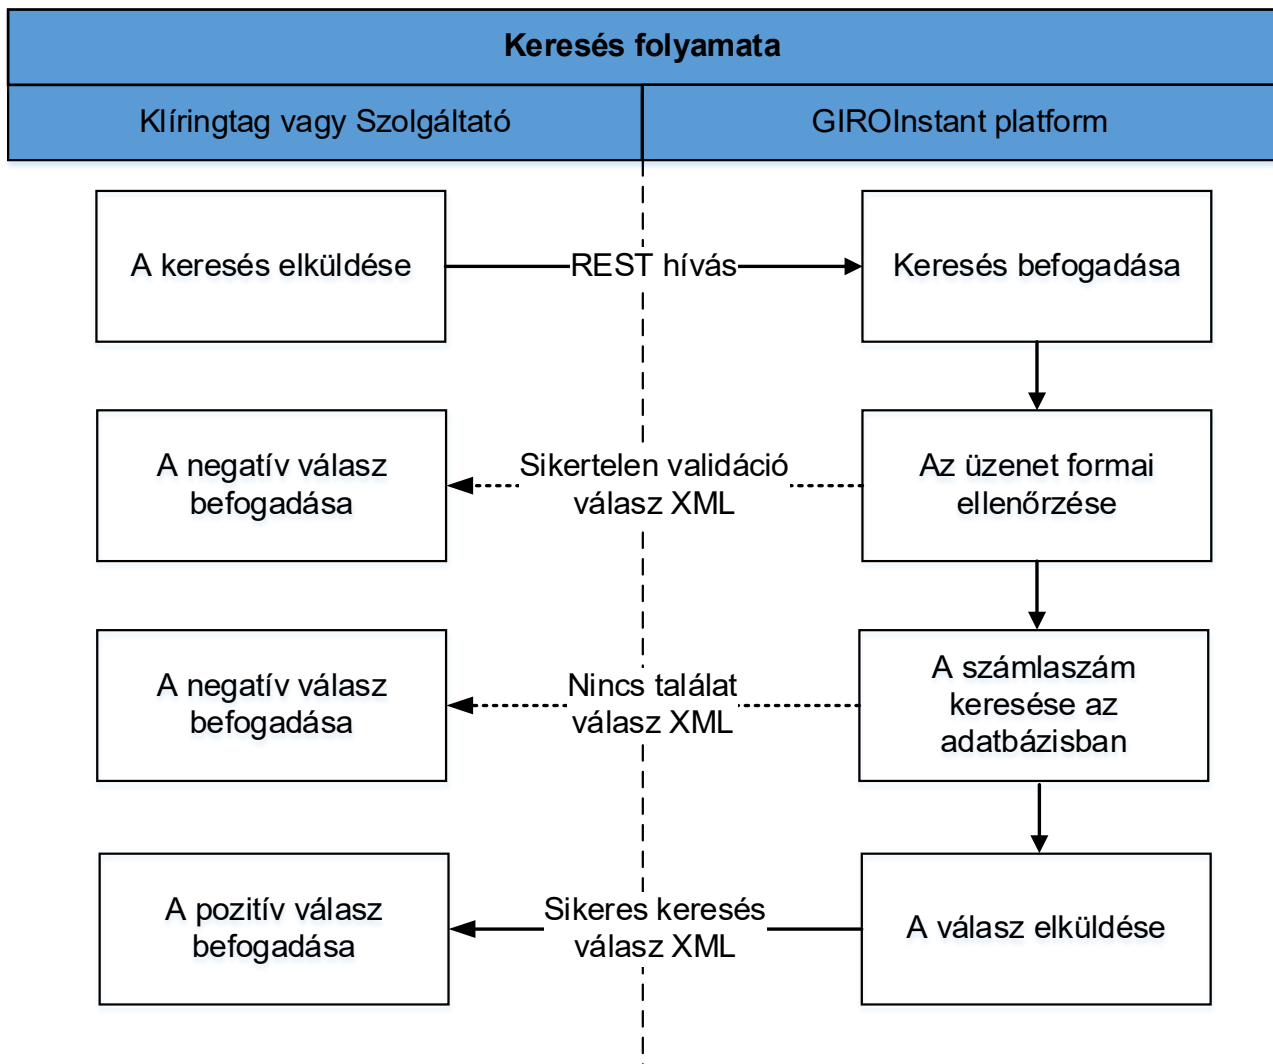 Keresés folyamata
Klíringtag vagy Szolgáltató
GIROInstant platform
A keresés elküldése
REST hívás
Keresés befogadása
A negatív válasz
befogadása
Sikertelen validáció
válasz XML
Az üzenet formai
ellenőrzése
A negatív válasz
befogadása
Nincs találat
válasz XML
A számlaszám
keresése az
adatbázisban
A pozitív válasz
befogadása
Sikeres keresés
válasz XML
A válasz elküldése